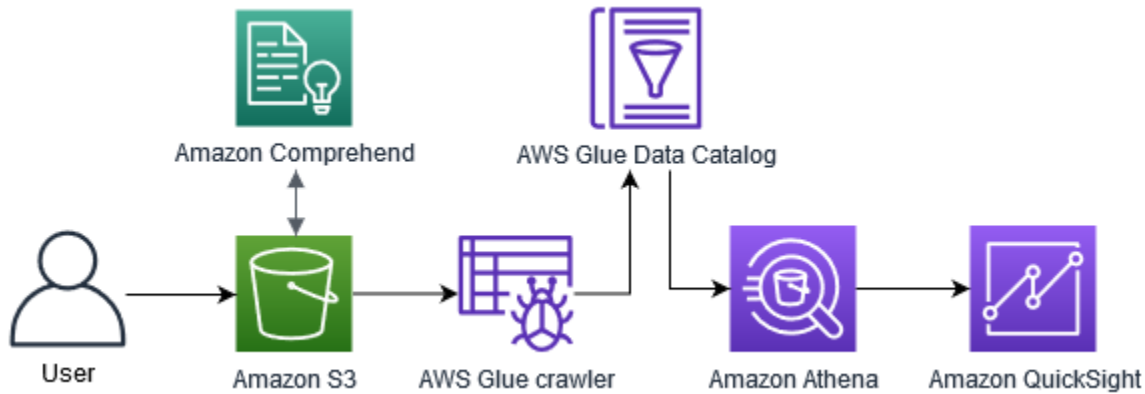 Amazon Comprehend
AWS Glue Data Catalog
User
Amazon S3
AWS Glue crawler
Amazon Athena
Amazon QuickSight